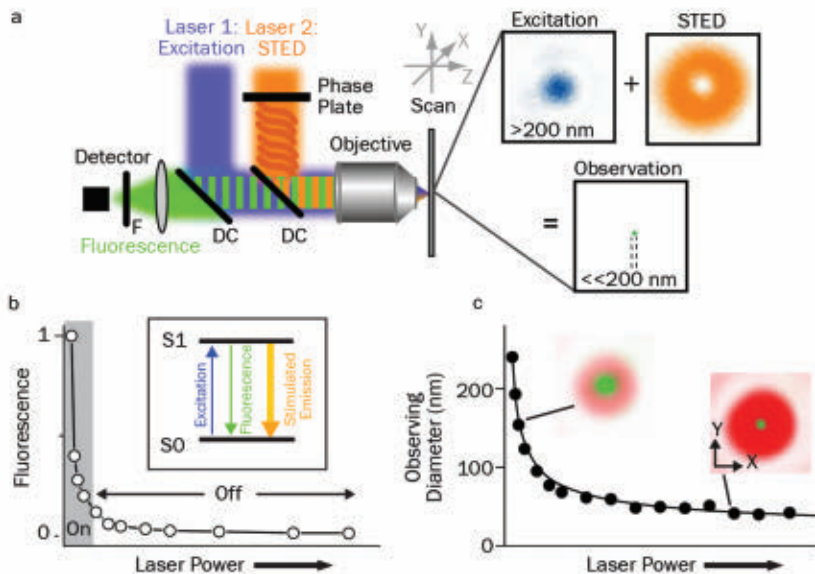 a
Laser 1:
Excitation
Laser 2:
STED
Phase
Plate
Y
X
Z
Scan
Excitation
>200 nm
+
STED
Objective
Detector
F
Fluorescence
DC
DC
Observation
=
<<200 nm
b
Fluorescence
1
0
On
Off
S1
S0
Excitation
Fluorescence
Stimulated
Emission
Laser Power
c
Observing
Diameter (nm)
200
100
0
Y
X
Laser Power